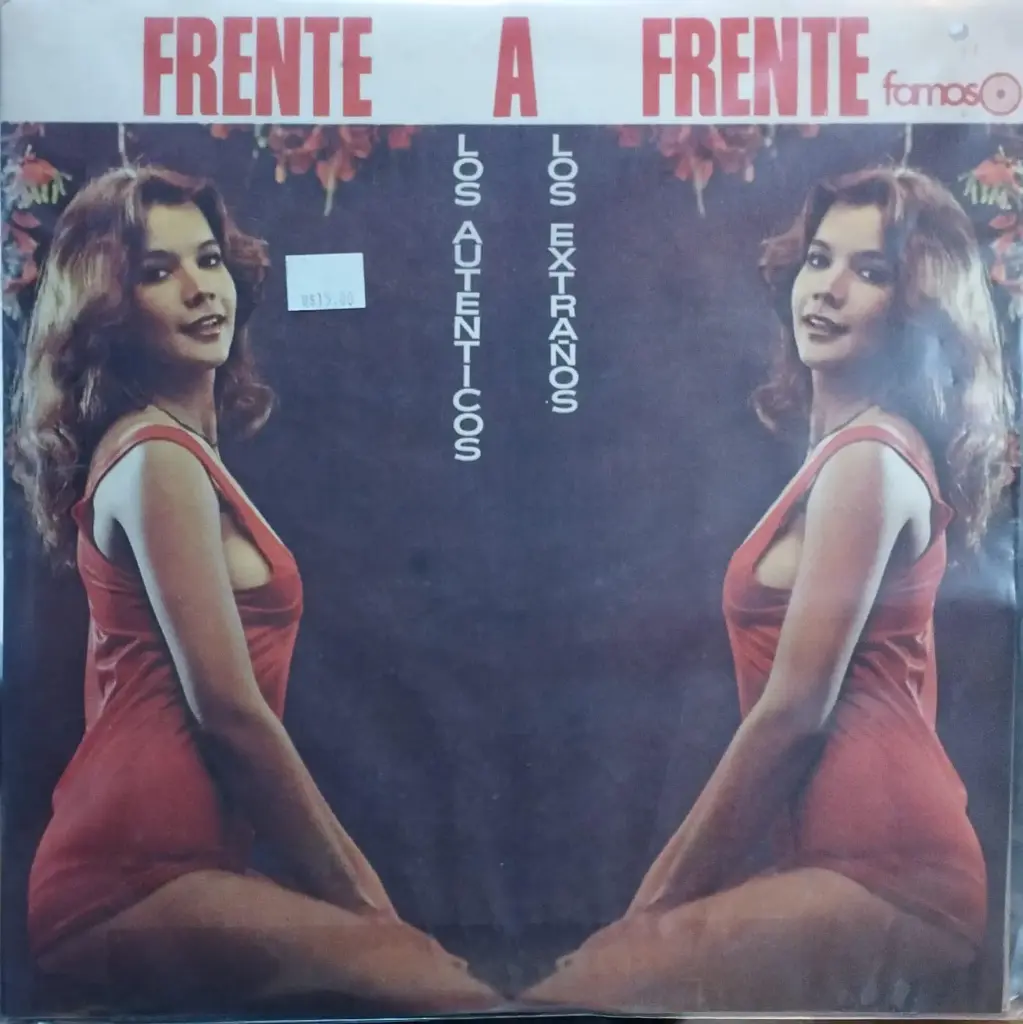 FRENTE A FRENTE
famoso
LOS AUTENTICOS
LOS EXTRAÑOS